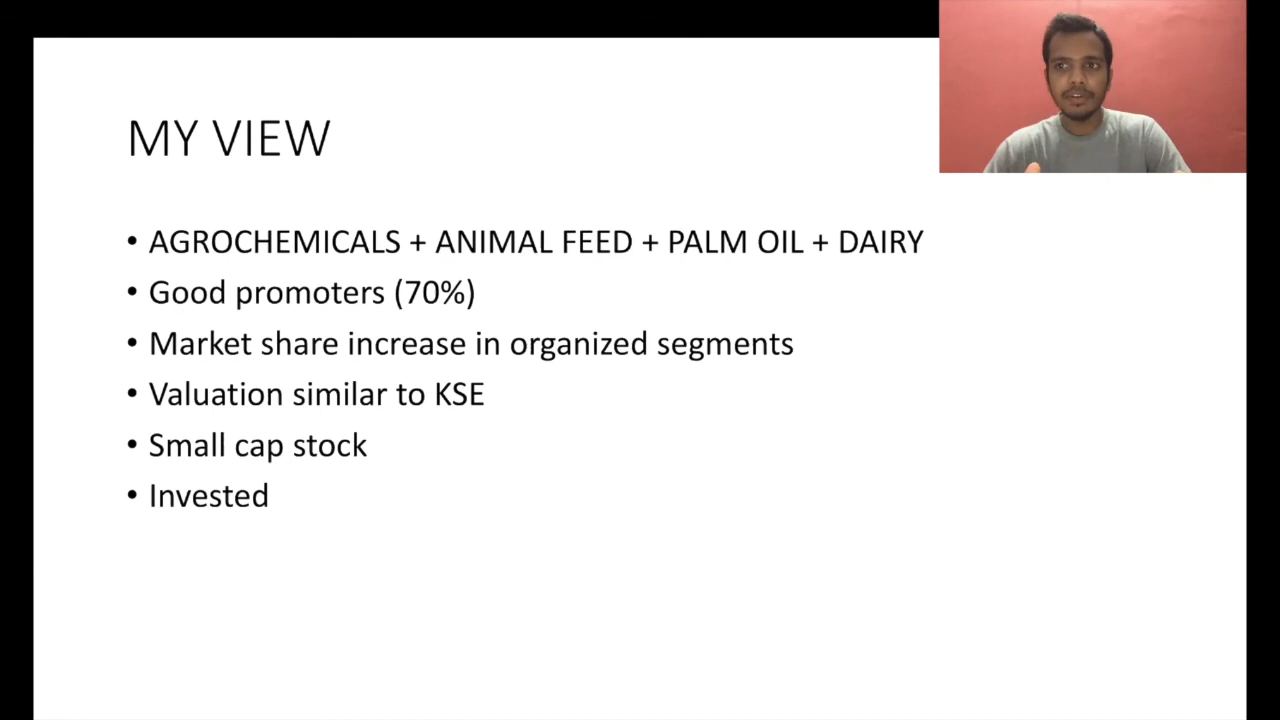 MY VIEW
• AGROCHEMICALS + ANIMAL FEED + PALM OIL + DAIRY
• Good promoters (70%)
• Market share increase in organized segments
• Valuation similar to KSE
• Small cap stock
• Invested